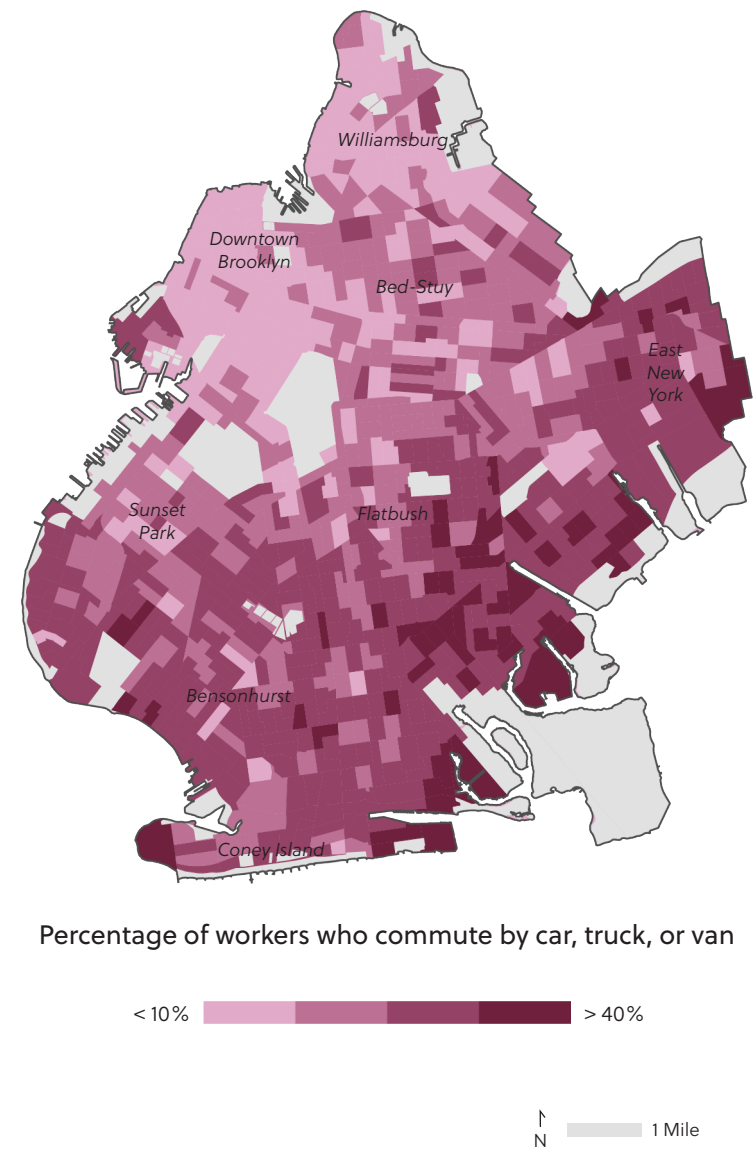 Williamsburg
Downtown
Brooklyn
Bed-Stuy
East
New
York
Sunset
Park
Flatbush
Bensonhurst
Coney Island
Percentage of workers who commute by car, truck, or van
< 10%
> 40%
N
1 Mile